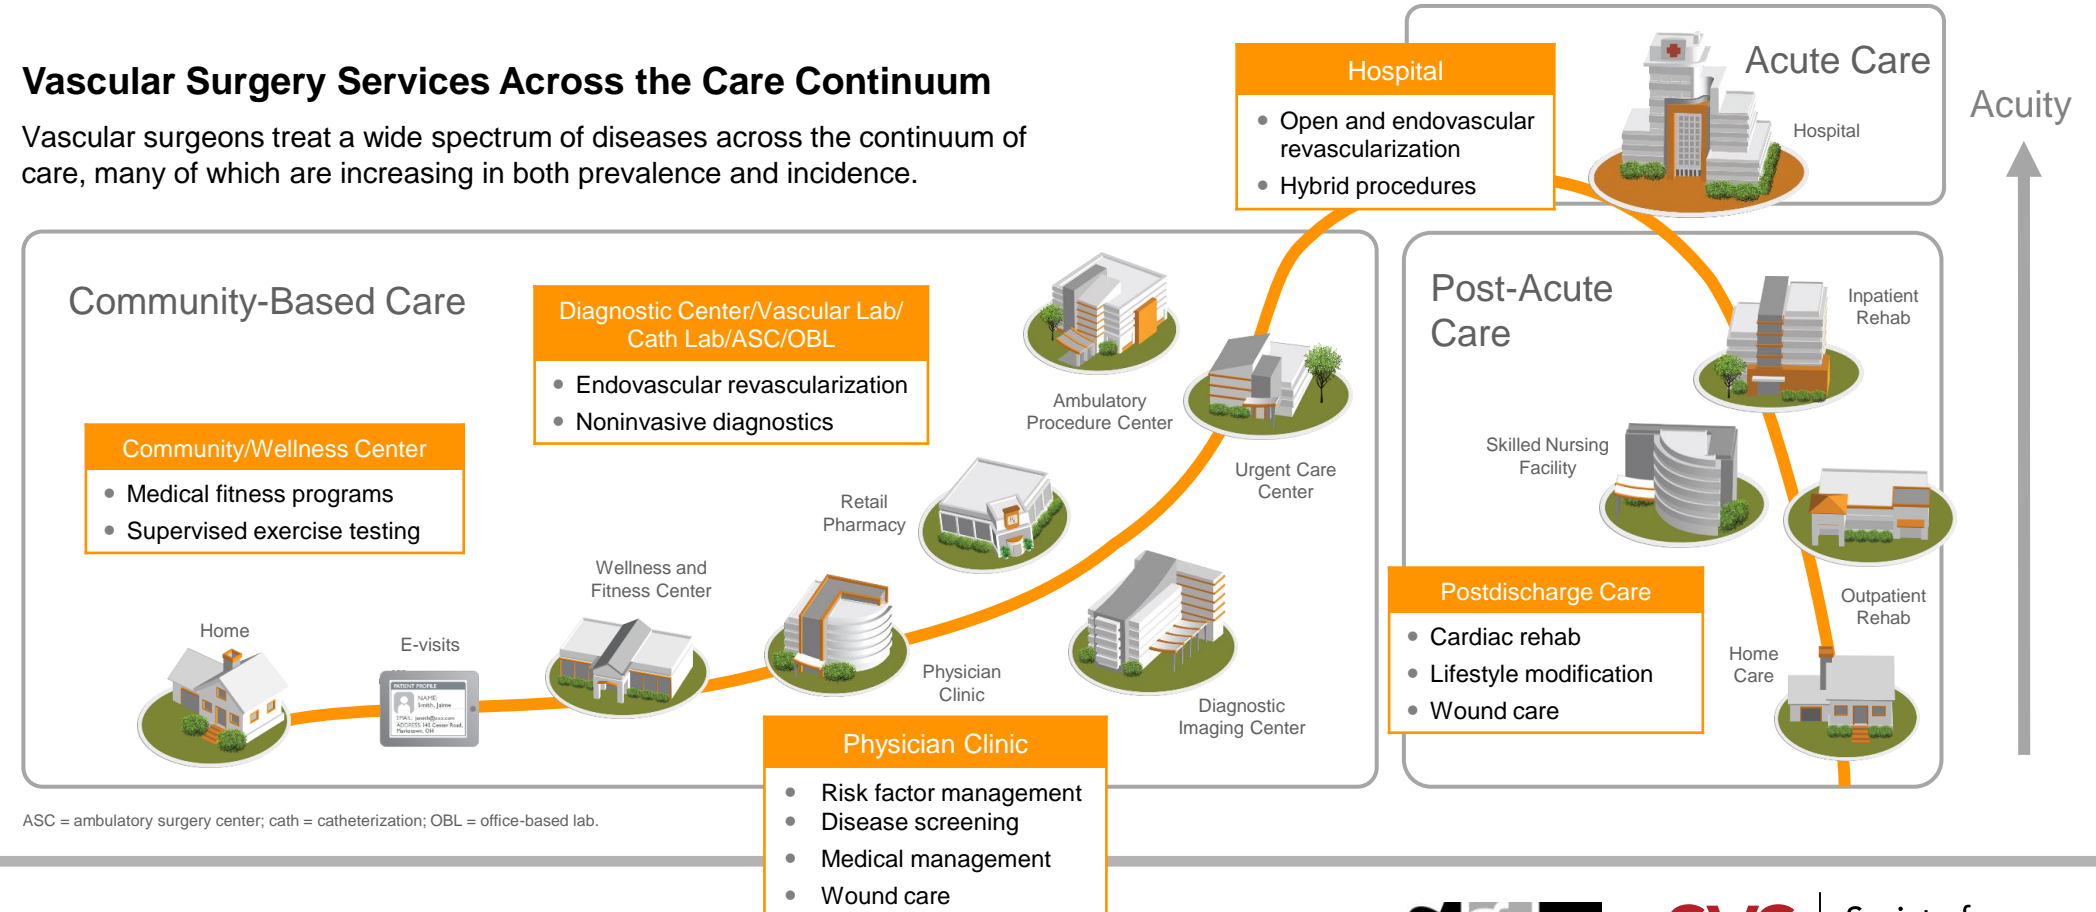 Vascular Surgery Services Across the Care Continuum
Vascular surgeons treat a wide spectrum of diseases across the continuum of
care, many of which are increasing in both prevalence and incidence.
Hospital
• Open and endovascular
revascularization
• Hybrid procedures
Acute Care
Hospital
Acuity
Community-Based Care
Diagnostic Center/Vascular Lab/
Cath Lab/ASC/OBL
• Endovascular revascularization
• Noninvasive diagnostics
Community/Wellness Center
• Medical fitness programs
• Supervised exercise testing
Home
E-visits
PATIENT PROFILE
NAME:
Smith, Jaime
Wellness and
Fitness Center
Retail
Pharmacy
Physician
Clinic
Ambulatory
Procedure Center
Urgent Care
Center
Diagnostic
Imaging Center
Physician Clinic
• Risk factor management
• Disease screening
• Medical management
• Wound care
Post-Acute
Care
Inpatient
Rehab
Skilled Nursing
Facility
Outpatient
Rehab
Home
Care
Postdischarge Care
• Cardiac rehab
• Lifestyle modification
• Wound care
ASC = ambulatory surgery center; cath = catheterization; OBL = office-based lab.